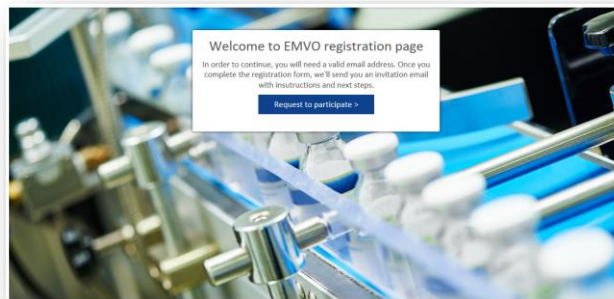 Welcome to EMVO registration page
In order to continue, you will need a valid email address. Once you
complete the registration form, we'll send you an invitation email
with insutructions and next steps.
Request to participate >